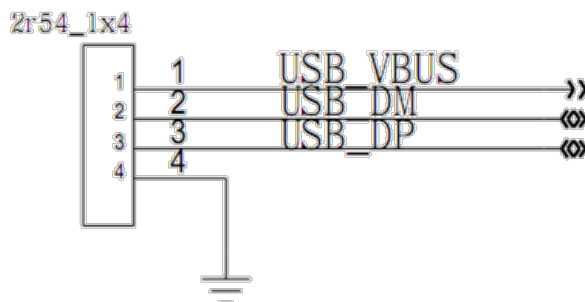 2r54_1x4
1 1 USB_VBUS
2 2 USB_DM
3 3 USB_DP
4 4